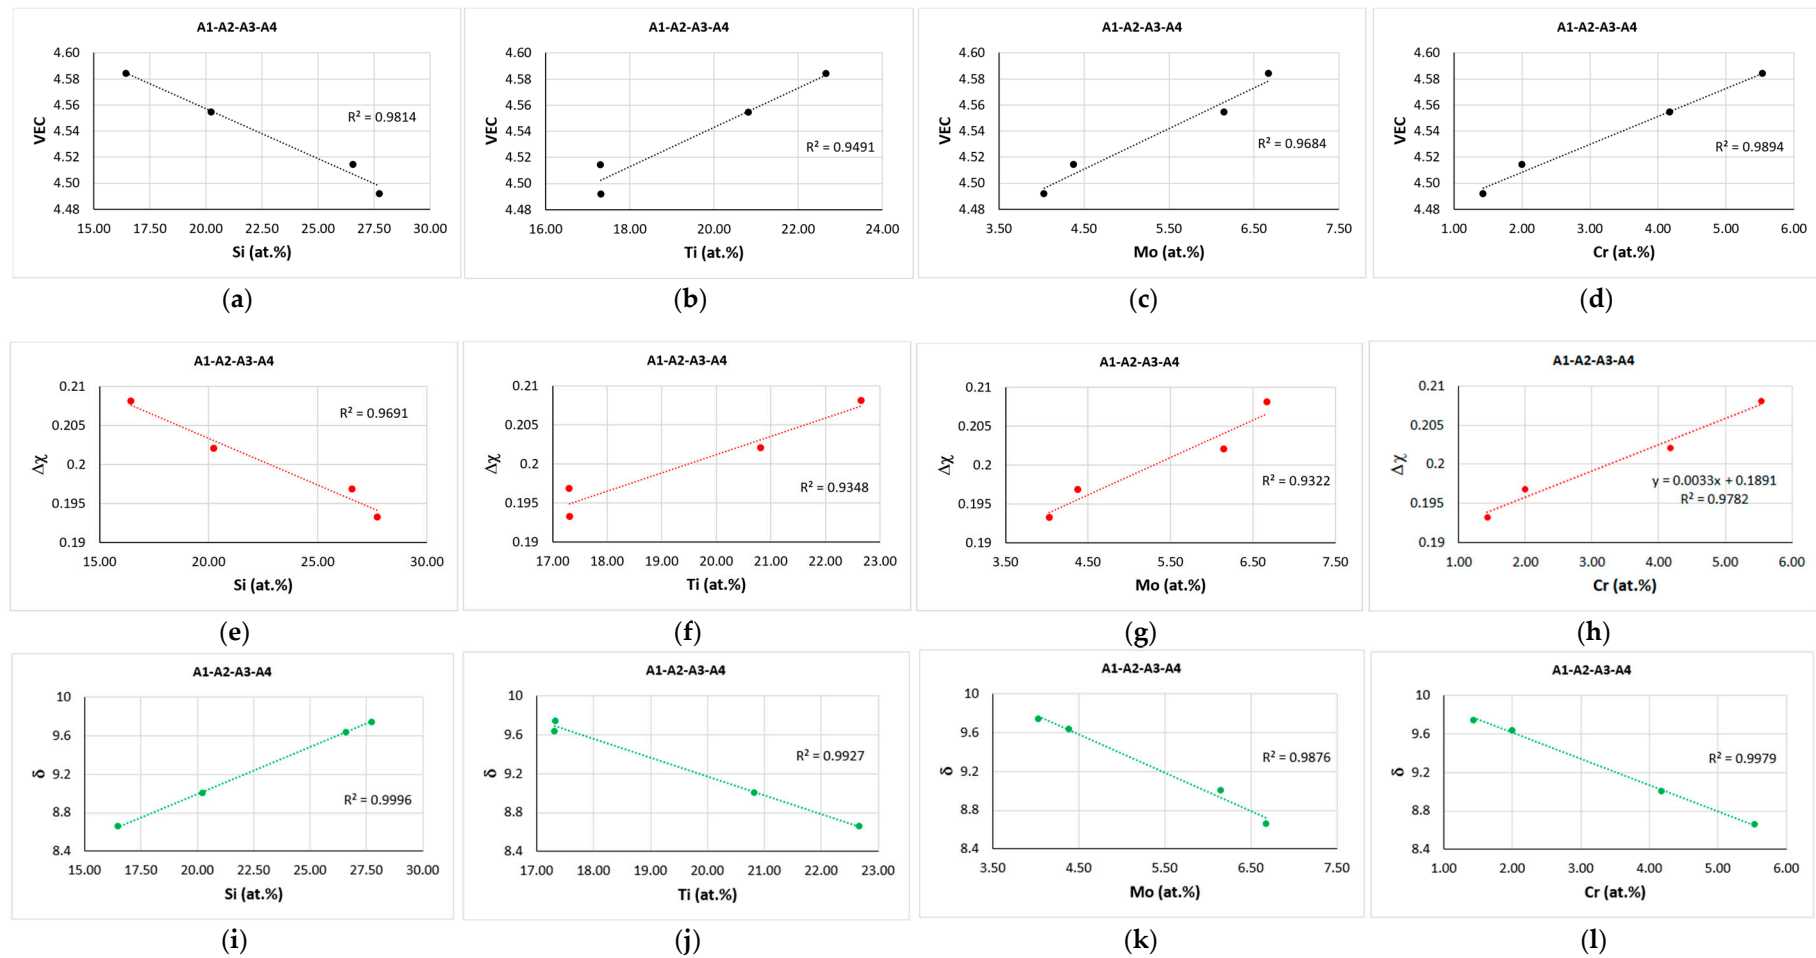 A1-A2-A3-A4
VEC
4.60
4.58
4.56
4.54
4.52
4.50
4.48
R² = 0.9814
15.00 17.50 20.00 22.50 25.00 27.50 30.00
Si (at.%)
(a)
A1-A2-A3-A4
VEC
4.60
4.58
4.56
4.54
4.52
4.50
4.48
R² = 0.9491
16.00 18.00 20.00 22.00 24.00
Ti (at.%)
(b)
A1-A2-A3-A4
VEC
4.60
4.58
4.56
4.54
4.52
4.50
4.48
R² = 0.9684
3.50 4.50 5.50 6.50 7.50
Mo (at.%)
(c)
A1-A2-A3-A4
VEC
4.60
4.58
4.56
4.54
4.52
4.50
4.48
R² = 0.9894
1.00 2.00 3.00 4.00 5.00 6.00
Cr (at.%)
(d)
A1-A2-A3-A4
Δχ
0.21
0.205
0.2
0.195
0.19
R² = 0.9691
15.00 20.00 25.00 30.00
Si (at.%)
(e)
A1-A2-A3-A4
Δχ
0.21
0.205
0.2
0.195
0.19
R² = 0.9348
17.00 18.00 19.00 20.00 21.00 22.00 23.00
Ti (at.%)
(f)
A1-A2-A3-A4
Δχ
0.21
0.205
0.2
0.195
0.19
R² = 0.9322
3.50 4.50 5.50 6.50 7.50
Mo (at.%)
(g)
A1-A2-A3-A4
Δχ
0.21
0.205
0.2
0.195
0.19
y = 0.0033x + 0.1891
R² = 0.9782
1.00 2.00 3.00 4.00 5.00 6.00
Cr (at.%)
(h)
A1-A2-A3-A4
δ
10
9.6
9.2
8.8
8.4
R² = 0.9996
15.00 17.50 20.00 22.50 25.00 27.50 30.00
Si (at.%)
(i)
A1-A2-A3-A4
δ
10
9.6
9.2
8.8
8.4
R² = 0.9927
17.00 18.00 19.00 20.00 21.00 22.00 23.00
Ti (at.%)
(j)
A1-A2-A3-A4
δ
10
9.6
9.2
8.8
8.4
R² = 0.9876
3.50 4.50 5.50 6.50 7.50
Mo (at.%)
(k)
A1-A2-A3-A4
δ
10
9.6
9.2
8.8
8.4
R² = 0.9979
1.00 2.00 3.00 4.00 5.00 6.00
Cr (at.%)
(l)